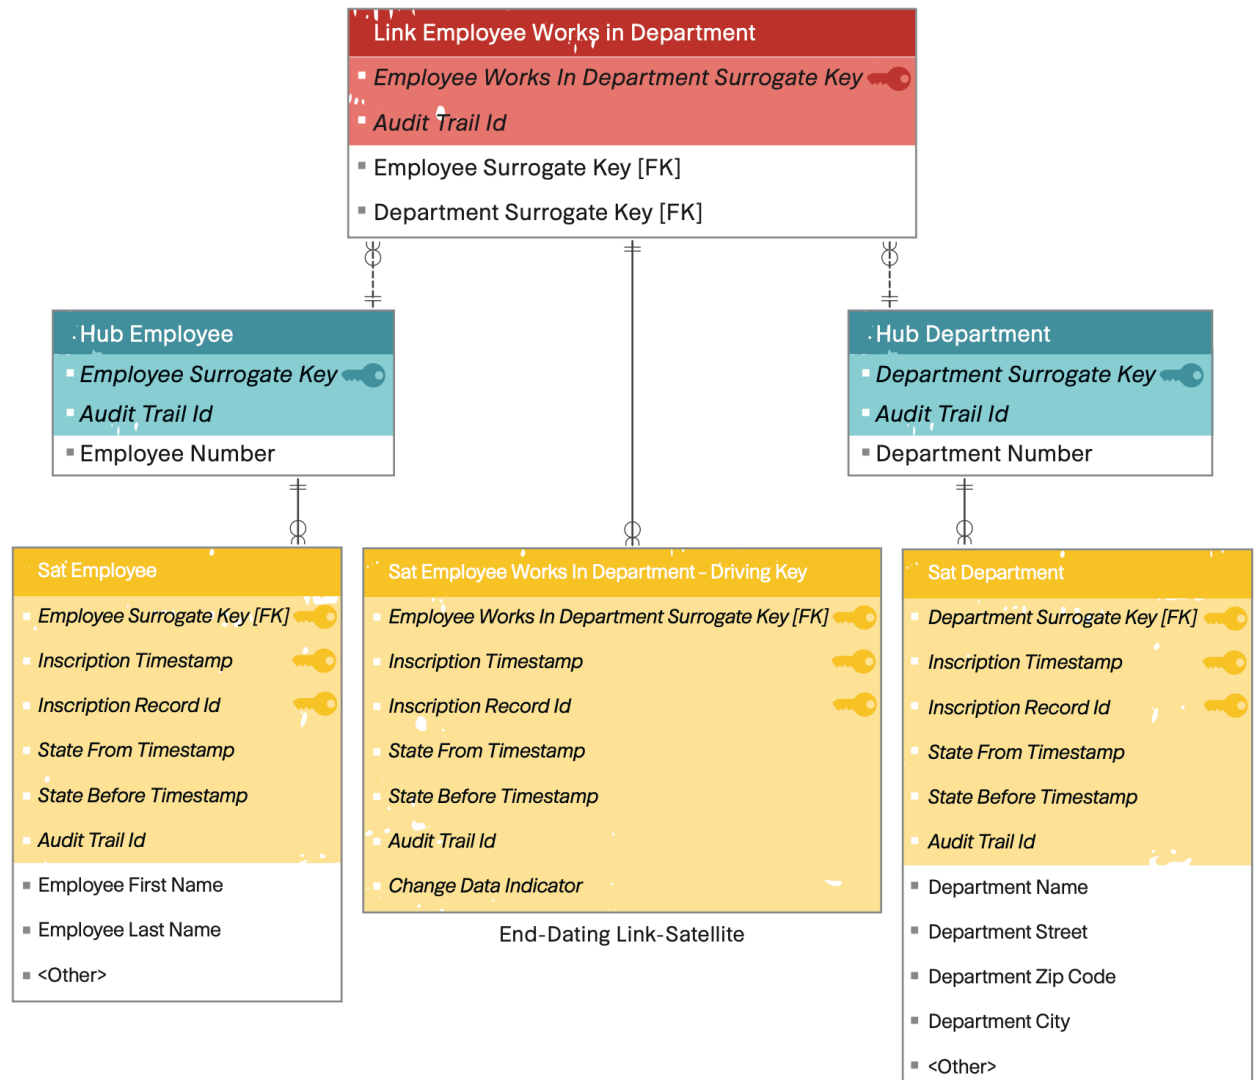 Link Employee Works in Department
Employee Works In Department Surrogate Key
Audit Trail Id
Employee Surrogate Key [FK]
Department Surrogate Key [FK]
Hub Employee
Employee Surrogate Key
Audit Trail Id
Employee Number
Hub Department
Department Surrogate Key
Audit Trail Id
Department Number
Sat Employee
Employee Surrogate Key [FK]
Inscription Timestamp
Inscription Record Id
State From Timestamp
State Before Timestamp
Audit Trail Id
Employee First Name
Employee Last Name
<Other>
Sat Employee Works In Department - Driving Key
Employee Works In Department Surrogate Key [FK]
Inscription Timestamp
Inscription Record Id
State From Timestamp
State Before Timestamp
Audit Trail Id
Change Data Indicator
End-Dating Link-Satellite
Sat Department
Department Surrogate Key [FK]
Inscription Timestamp
Inscription Record Id
State From Timestamp
State Before Timestamp
Audit Trail Id
Department Name
Department Street
Department Zip Code
Department City
<Other>